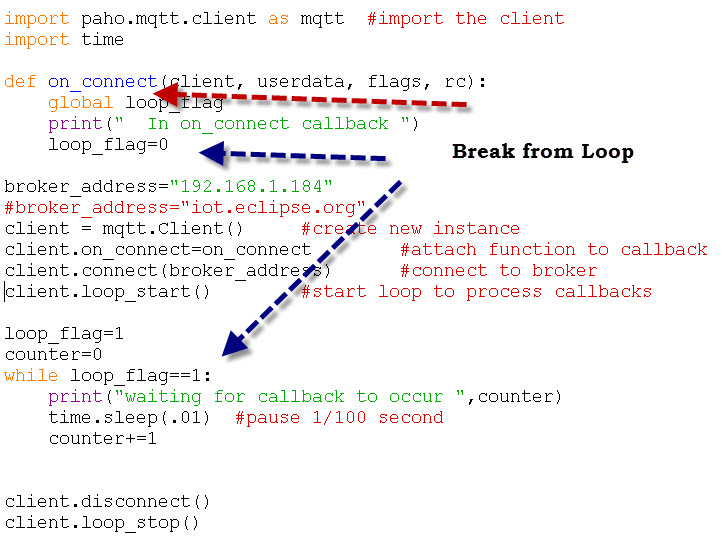 import paho.mqtt.client as mqtt  #import the client
import time
def on_connect(client, userdata, flags, rc):
    global loop_flag
    print("  In on_connect callback ")
    loop_flag=0
Break from Loop
broker_address="192.168.1.184"
#broker_address="iot.eclipse.org"
client = mqtt.Client()     #create new instance
client.on_connect=on_connect        #attach function to callback
client.connect(broker_address)      #connect to broker
client.loop_start()        #start loop to process callbacks
loop_flag=1
counter=0
while loop_flag==1:
    print("waiting for callback to occur ",counter)
    time.sleep(.01)  #pause 1/100 second
    counter+=1
client.disconnect()
client.loop_stop()